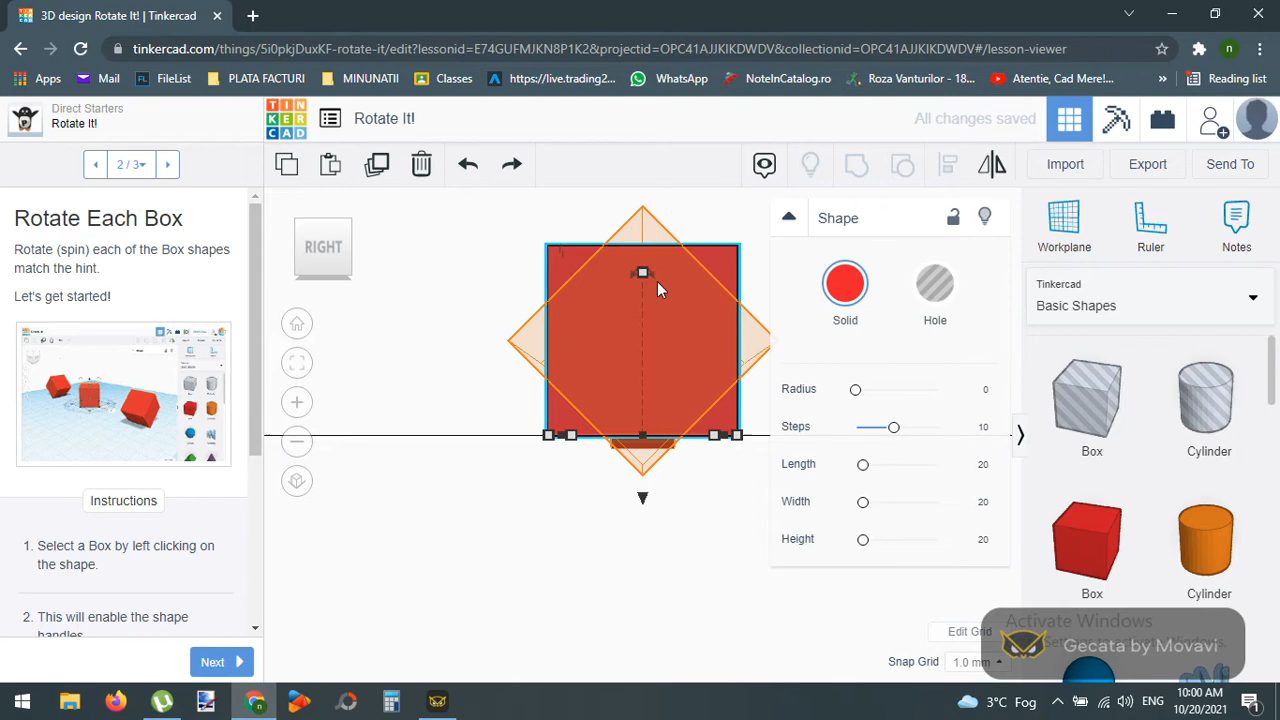 3D design Rotate It! | Tinkercad
tinkercad.com/things/5i0pkjDuxKF-rotate-it/edit?lessonid=E74GUFMJKN8P1K2&projectid=OPC41AJJKIKDWDV&collectionid=OPC41AJJKIKDWDV#/lesson-viewer
n
Apps
Mail
FL
FileList
PLATA FACTURI
MINUNATII
Classes
https://live.trading2...
WhatsApp
NoteInCatalog.ro
Roza Vanturilor - 18...
Atentie, Cad Mere!...
»
Reading list
Direct Starters
Rotate It!
TIN
KER
CAD
Rotate It!
All changes saved
2 / 3
Import
Export
Send To
Rotate Each Box
Rotate (spin) each of the Box shapes
match the hint.
Let's get started!
Instructions
1. Select a Box by left clicking on
the shape.
2. This will enable the shape
handles
Next
RIGHT
Shape
Solid
Hole
Radius
0
Steps
10
Length
20
Width
20
Height
20
Workplane
Ruler
Notes
Tinkercad
Basic Shapes
Box
Cylinder
Box
Cylinder
Edit Grid
Snap Grid
1.0 mm
Activate Windows
Gecata by Movavi
3°C Fog
ENG
10:00 AM
10/20/2021
1